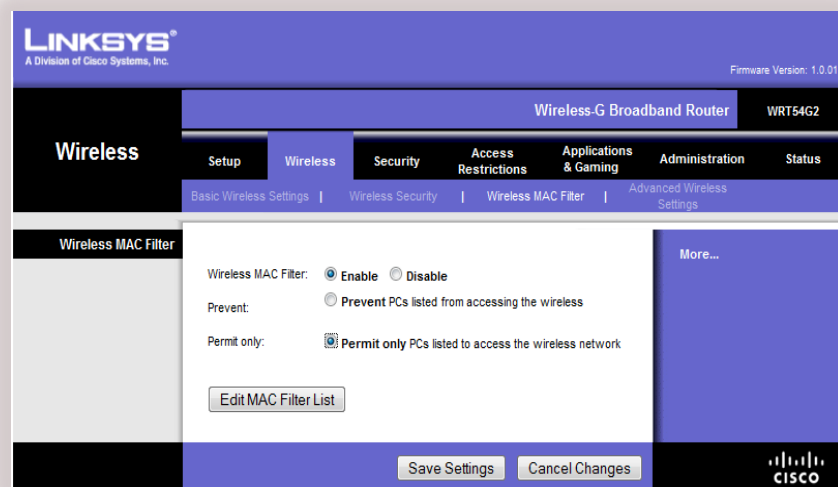 LINKSYS®
A Division of Cisco Systems, Inc.
Firmware Version: 1.0.01
Wireless-G Broadband Router WRT54G2
Wireless
Setup Wireless Security Access Restrictions Applications & Gaming Administration Status
Basic Wireless Settings | Wireless Security | Wireless MAC Filter | Advanced Wireless Settings
Wireless MAC Filter
More...
Wireless MAC Filter: Enable Disable
Prevent: Prevent PCs listed from accessing the wireless
Permit only: Permit only PCs listed to access the wireless network
Edit MAC Filter List
Save Settings Cancel Changes
CISCO